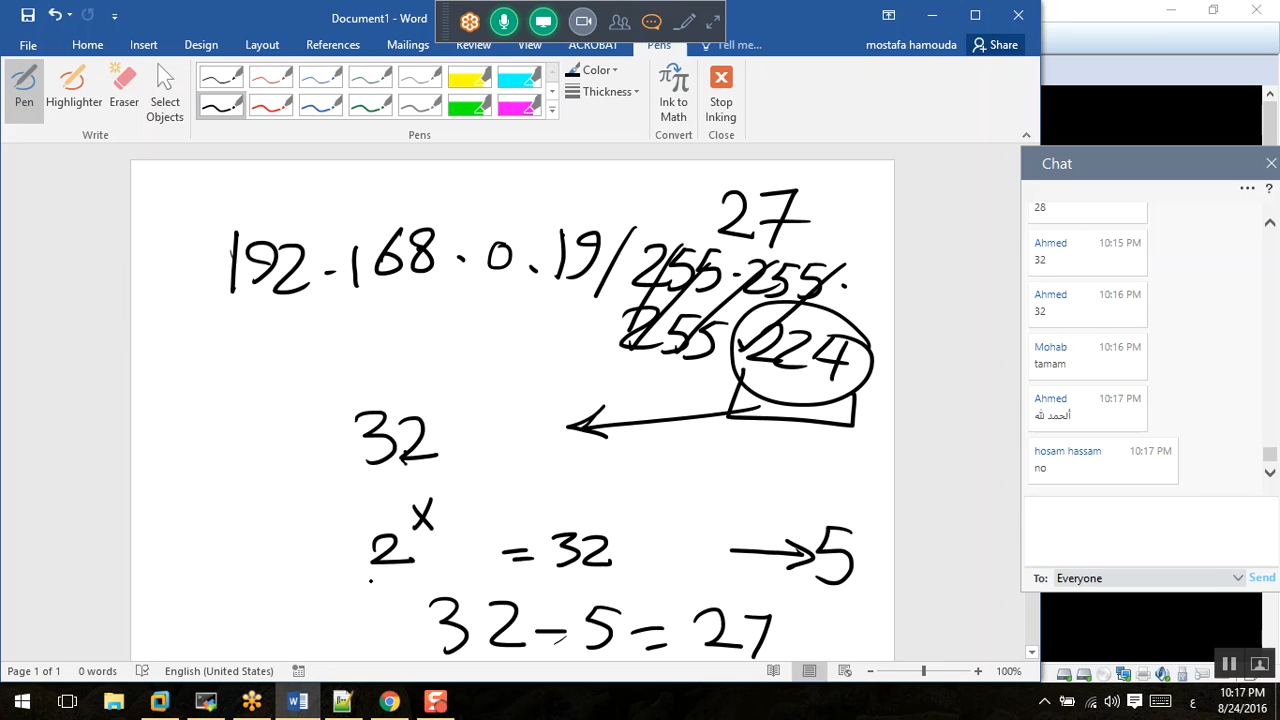 Document1 - Word
File Home Insert Design Layout References Mailings Review View ACROBAT Pens Tell me... mostafa hamouda Share
Pen Highlighter Eraser Select Objects
Color
Thickness
Ink to Math
Stop Inking
Write Pens Convert Close
27
192.168.0.19/255.255.
255.224
32
2^x = 32 → 5
32-5=27
Chat
28
Ahmed 10:15 PM
32
Ahmed 10:16 PM
32
Mohab 10:16 PM
tamam
Ahmed 10:17 PM
ألحمد لله
hosam hassam 10:17 PM
no
To: Everyone Send
Page 1 of 1 0 words English (United States) 100%
ع 10:17 PM
8/24/2016